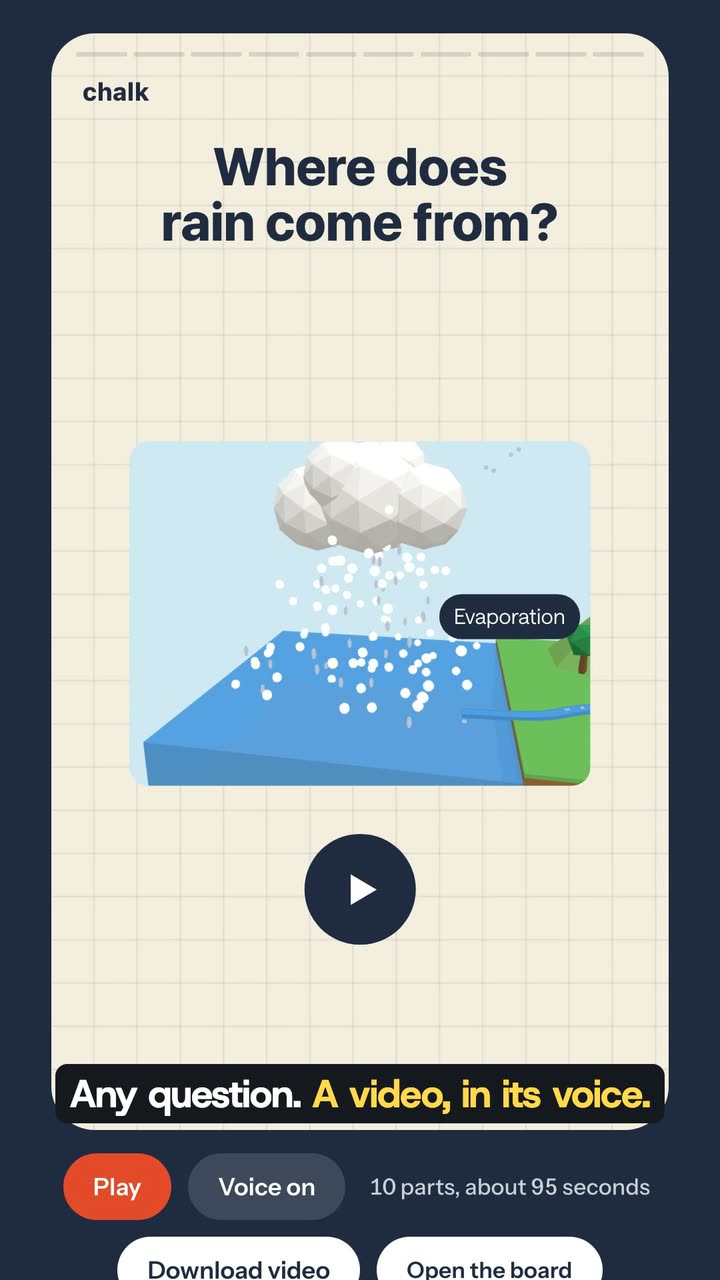 chalk
Where does
rain come from?
Evaporation
Any question. A video, in its voice.
Play
Voice on
10 parts, about 95 seconds
Download video
Open the board